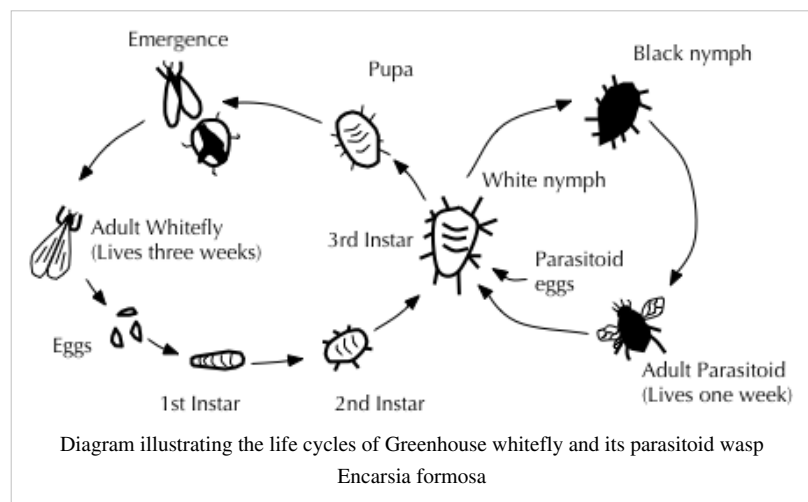 Emergence
Pupa
Black nymph
White nymph
Adult Whitefly
(Lives three weeks)
3rd Instar
Parasitoid
eggs
Eggs
1st Instar
2nd Instar
Adult Parasitoid
(Lives one week)
Diagram illustrating the life cycles of Greenhouse whitefly and its parasitoid wasp
Encarsia formosa